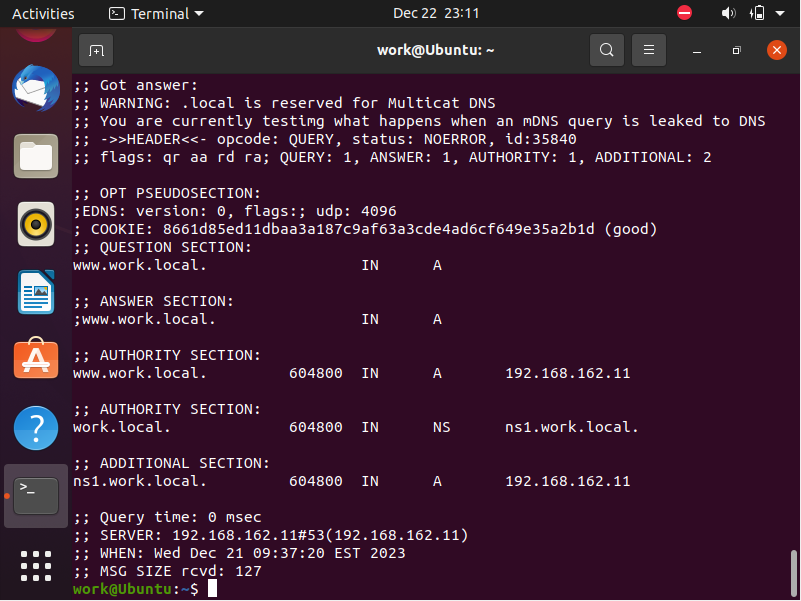 Activities Terminal Dec 22 23:11
work@Ubuntu: ~
;; Got answer:
;; WARNING: .local is reserved for Multicat DNS
;; You are currently testimg what happens when an mDNS query is leaked to DNS
;; ->>HEADER<<- opcode: QUERY, status: NOERROR, id:35840
;; flags: qr aa rd ra; QUERY: 1, ANSWER: 1, AUTHORITY: 1, ADDITIONAL: 2
;; OPT PSEUDOSECTION:
;EDNS: version: 0, flags:; udp: 4096
; COOKIE: 8661d85ed11dbaa3a187c9af63a3cde4ad6cf649e35a2b1d (good)
;; QUESTION SECTION:
www.work.local. IN A
;; ANSWER SECTION:
;www.work.local. IN A
;; AUTHORITY SECTION:
www.work.local. 604800 IN A 192.168.162.11
;; AUTHORITY SECTION:
work.local. 604800 IN NS ns1.work.local.
;; ADDITIONAL SECTION:
ns1.work.local. 604800 IN A 192.168.162.11
;; Query time: 0 msec
;; SERVER: 192.168.162.11#53(192.168.162.11)
;; WHEN: Wed Dec 21 09:37:20 EST 2023
;; MSG SIZE rcvd: 127
work@Ubuntu:~$